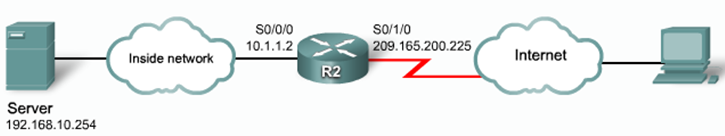 S0/0/0
10.1.1.2
S0/1/0
209.165.200.225
Inside network
R2
Internet
Server
192.168.10.254